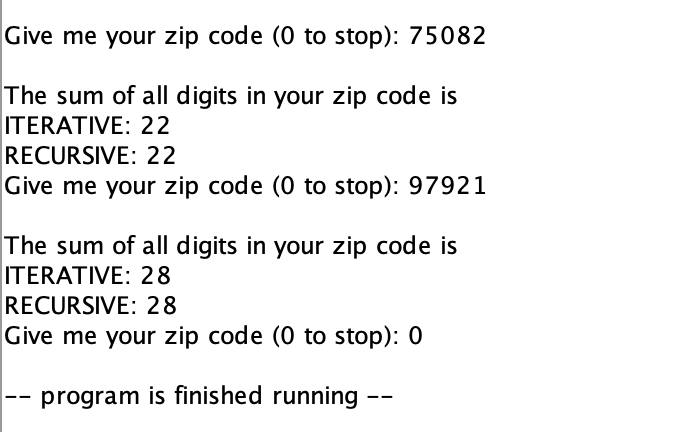 Give me your zip code (0 to stop): 75082
The sum of all digits in your zip code is
ITERATIVE: 22
RECURSIVE: 22
Give me your zip code (0 to stop): 97921
The sum of all digits in your zip code is
ITERATIVE: 28
RECURSIVE: 28
Give me your zip code (0 to stop): 0
-- program is finished running --